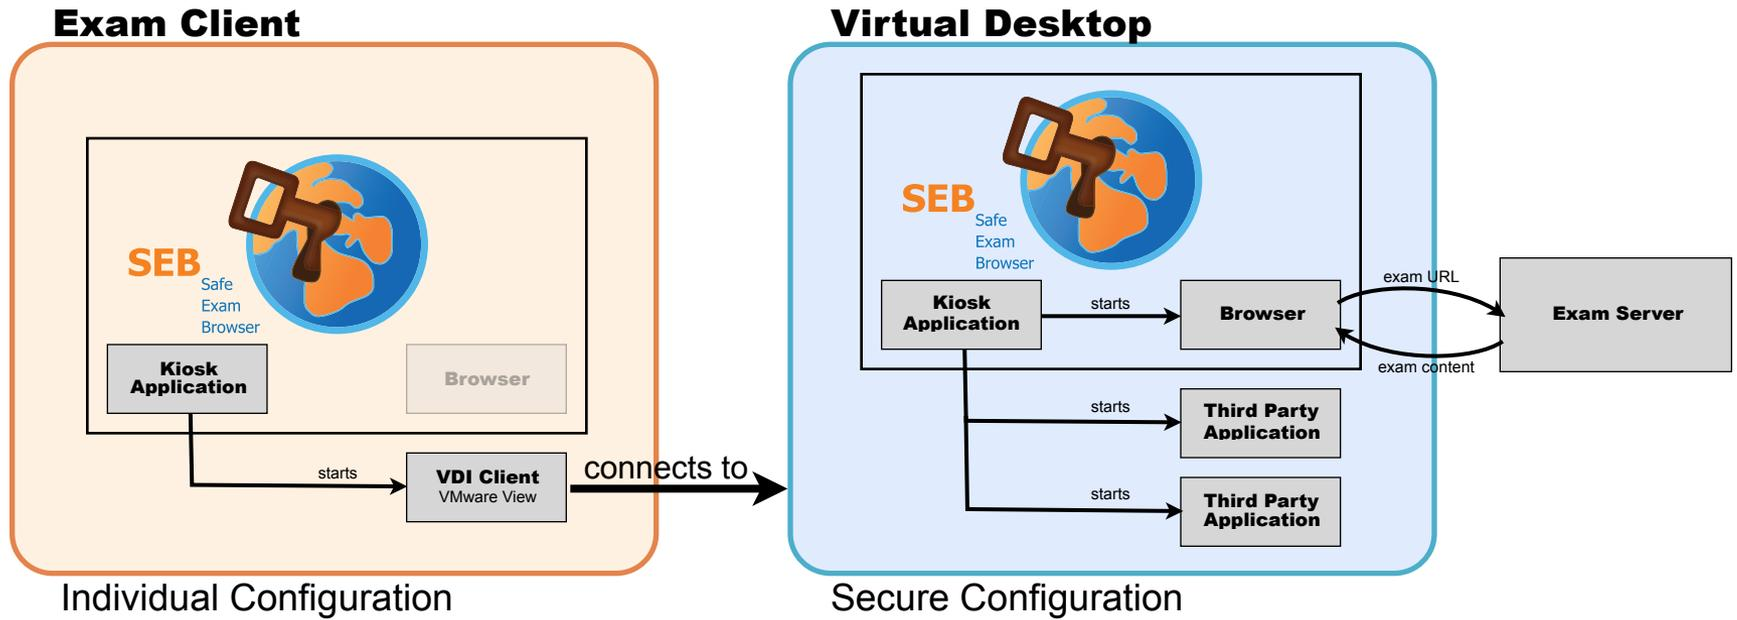 Exam Client
SEB
Safe
Exam
Browser
Kiosk
Application
Browser
starts
VDI Client
VMware View
Individual Configuration
connects to
Virtual Desktop
SEB
Safe
Exam
Browser
Kiosk
Application
starts
Browser
exam URL
exam content
Exam Server
starts
Third Party
Application
starts
Third Party
Application
Secure Configuration